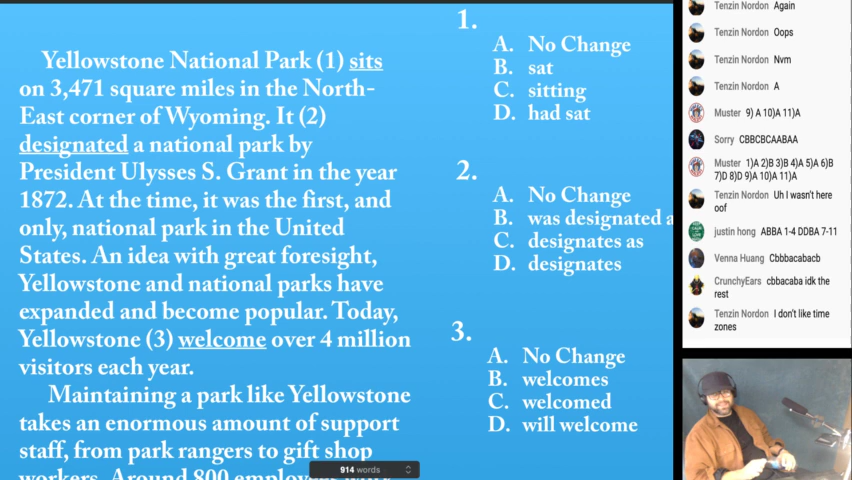 Yellowstone National Park (1) sits
on 3,471 square miles in the North-
East corner of Wyoming. It (2)
designated a national park by
President Ulysses S. Grant in the year
1872. At the time, it was the first, and
only, national park in the United
States. An idea with great foresight,
Yellowstone and national parks have
expanded and become popular. Today,
Yellowstone (3) welcome over 4 million
visitors each year.
Maintaining a park like Yellowstone
takes an enormous amount of support
staff, from park rangers to gift shop
workers. Around 800
914 words
1.
A. No Change
B. sat
C. sitting
D. had sat
2.
A. No Change
B. was designated a
C. designates as
D. designates
3.
A. No Change
B. welcomes
C. welcomed
D. will welcome
Tenzin Nordon Again
Tenzin Nordon Oops
Tenzin Nordon Nvm
Tenzin Nordon A
Muster 9) A 10)A 11)A
Sorry CBBCBCAABAA
Muster 1)A 2)B 3)B 4)A 5)A 6)B
7)D 8)D 9)A 10)A 11)A
Tenzin Nordon Uh I wasn't here
oof
justin hong ABBA 1-4 DDBA 7-11
Venna Huang Cbbbacabacb
CrunchyEars cbbacaba idk the
rest
Tenzin Nordon I don't like time
zones